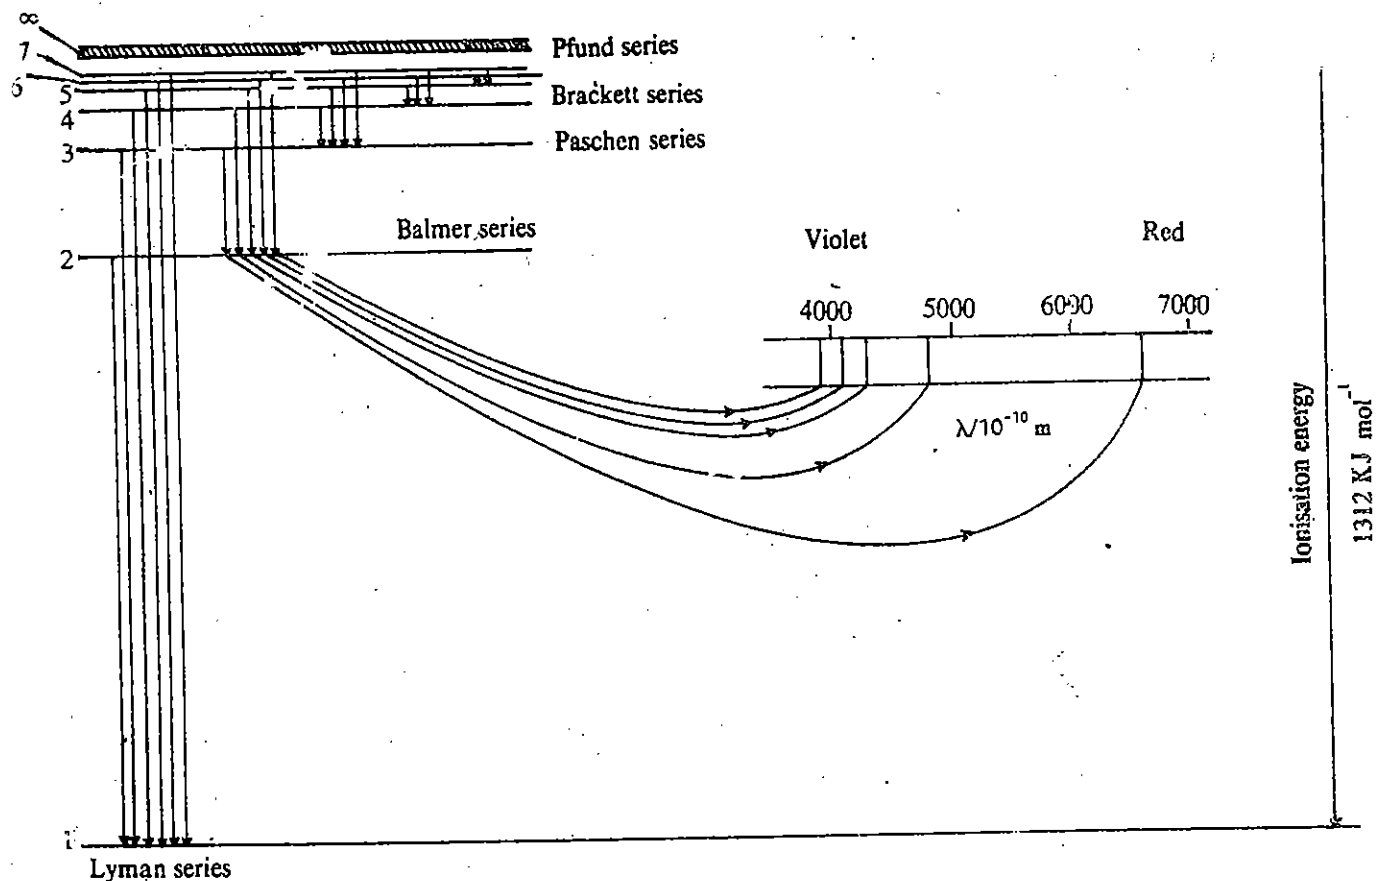 ∞
Pfund series
7
6
5
Brackett series
4
Paschen series
3
Balmer series
Violet
Red
2
4000 5000 6000 7000
λ/10⁻¹⁰ m
Ionisation energy
1312 KJ mol⁻¹
1
Lyman series